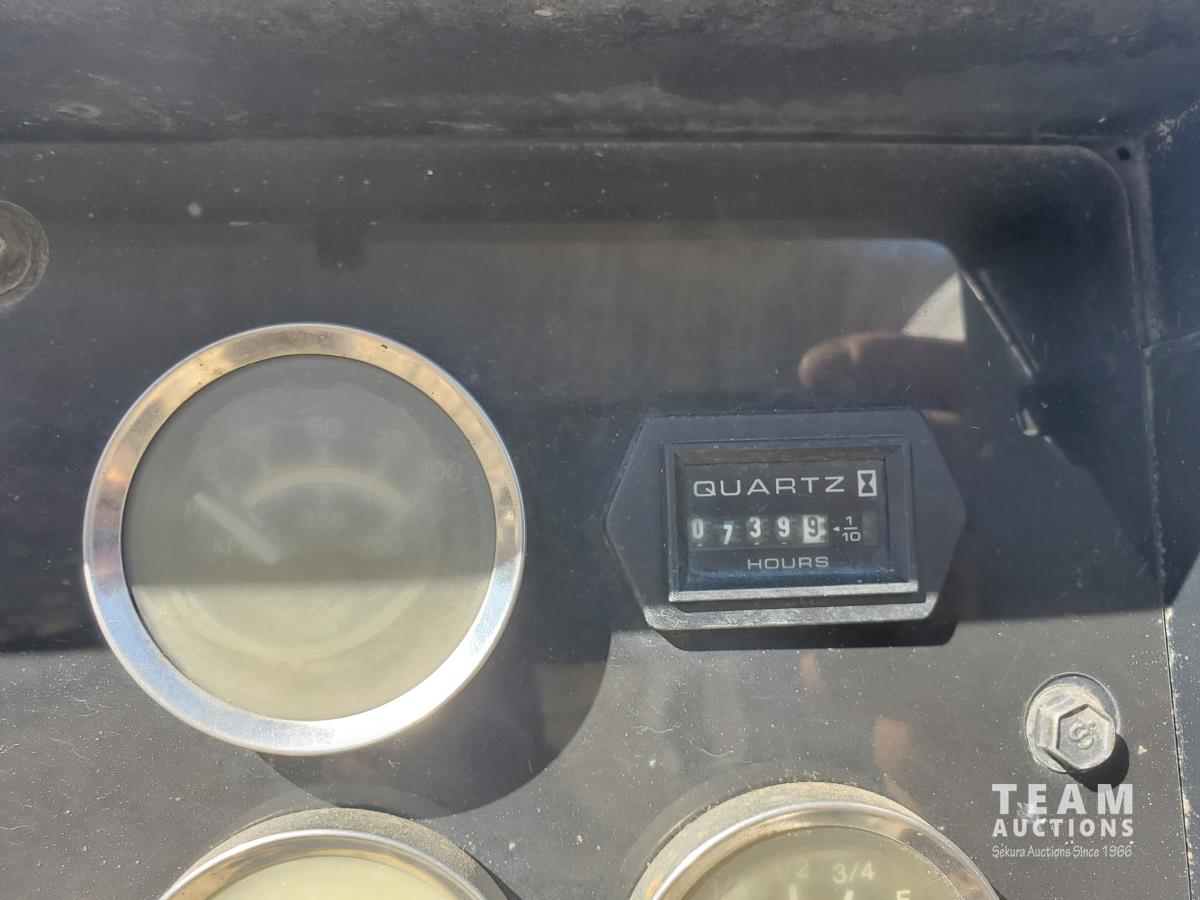 25 50 75
0 100
350
700
QUARTZ
07399 1/10
HOURS
S
1/2 3/4
F
TEAM
AUCTIONS
Sekura Auctions Since 1966